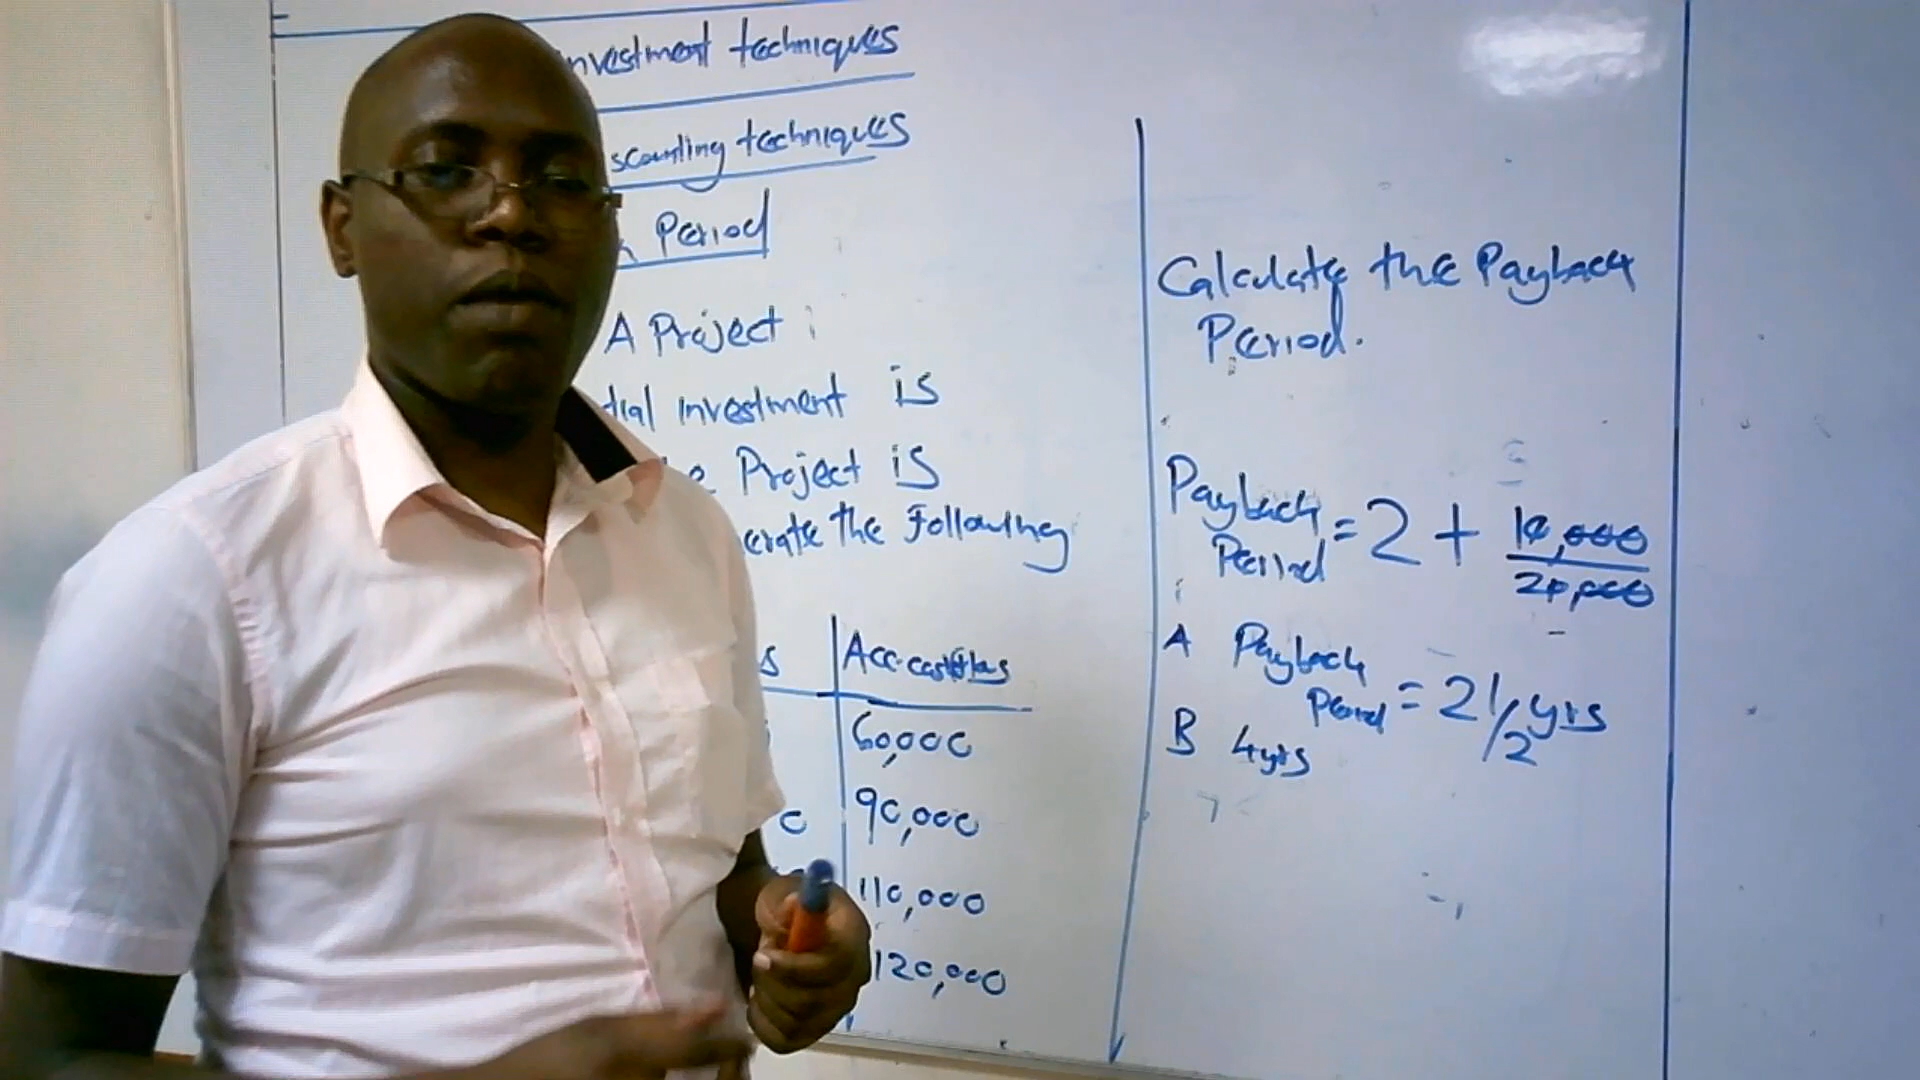 nvestment techniques
scounting techniques
Period
A Project
tial investment is
Project is
erate the Following
s Acc. cashflows
60,000
0 90,000
110,000
120,000
Calculate the Payback
Period.
Payback
Period = 2 + 10,000
20,000
A Payback
Period = 2 1/2 yrs
B 4yrs